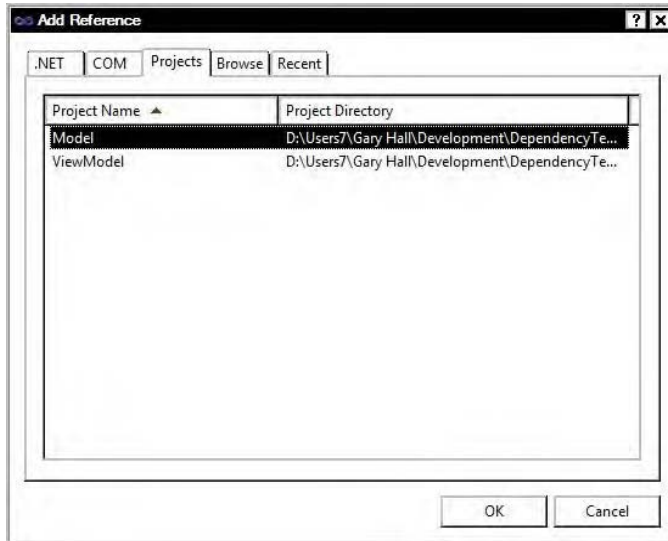 Add Reference ? X
.NET COM Projects Browse Recent
Project Name Project Directory
Model D:\Users7\Gary Hall\Development\DependencyTe...
ViewModel D:\Users7\Gary Hall\Development\DependencyTe...
OK Cancel